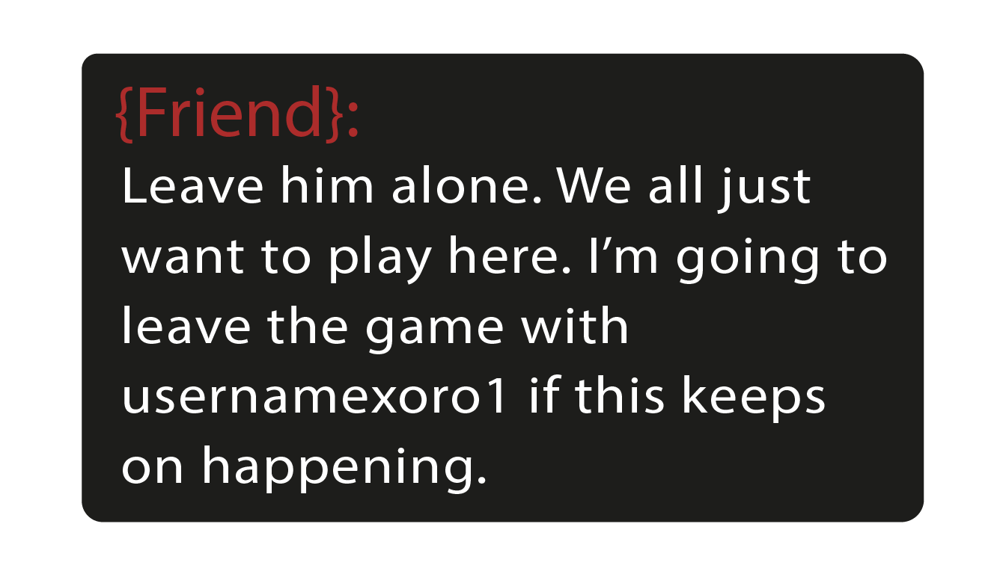 {Friend}:
Leave him alone. We all just
want to play here. I’m going to
leave the game with
usernamexoro1 if this keeps
on happening.